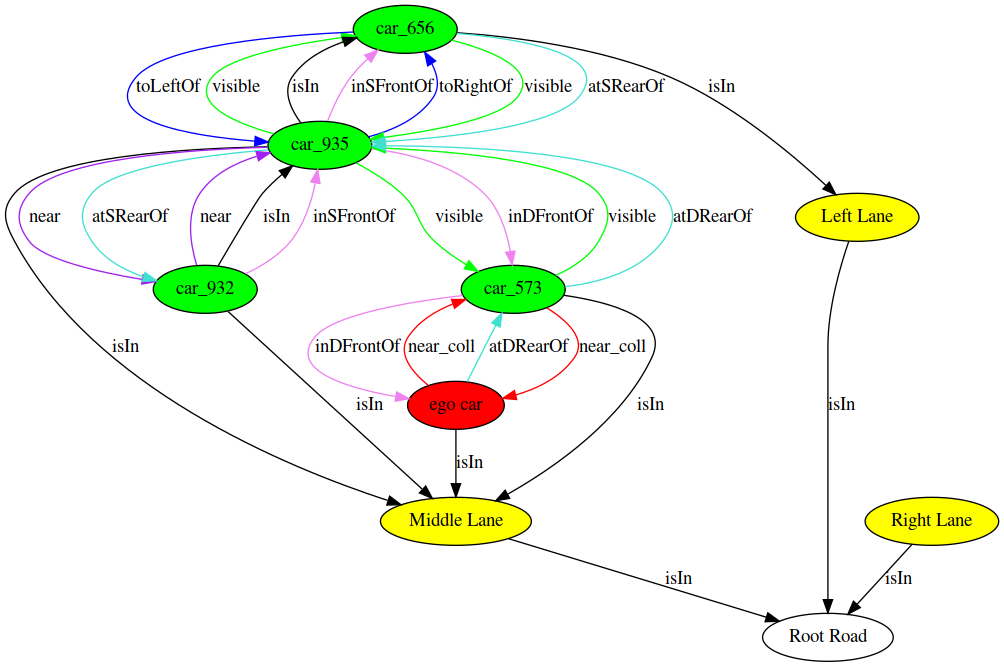 car_656
toLeftOf
visible
isIn
inSFrontOf
toRightOf
visible
atSRearOf
isIn
car_935
near
atSRearOf
near
isIn
inSFrontOf
visible
inDFrontOf
visible
atDRearOf
Left Lane
car_932
car_573
isIn
inDFrontOf
near_coll
atDRearOf
near_coll
isIn
ego car
isIn
isIn
isIn
Middle Lane
Right Lane
isIn
isIn
Root Road